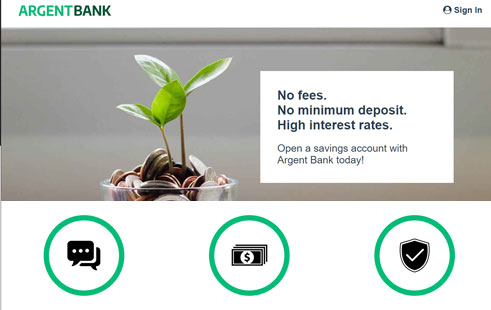 ARGENTBANK
Sign In
No fees.
No minimum deposit.
High interest rates.
Open a savings account with
Argent Bank today!
$